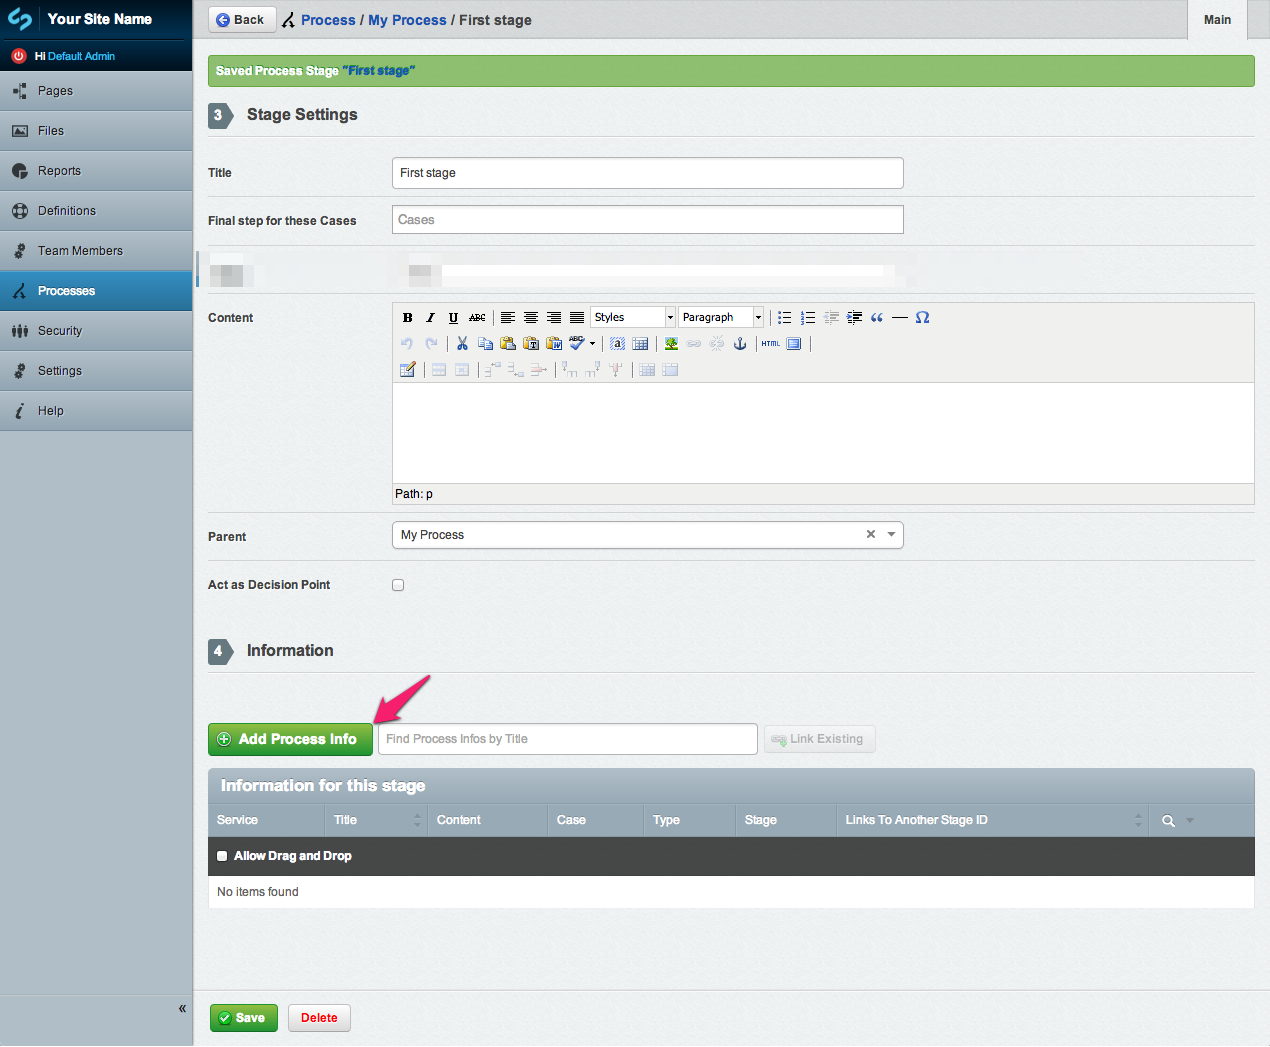 Your Site Name
Hi Default Admin
Pages
Files
Reports
Definitions
Team Members
Processes
Security
Settings
Help
«
Back
Process / My Process / First stage
Main
Saved Process Stage "First stage"
3 Stage Settings
Title
First stage
Final step for these Cases
Cases
Content
B I U ABC
Styles
Paragraph
“ — Ω
ABC
a
HTML
Path: p
Parent
My Process
Act as Decision Point
4 Information
Add Process Info
Find Process Infos by Title
Link Existing
Information for this stage
Service Title Content Case Type Stage Links To Another Stage ID
Allow Drag and Drop
No items found
Save
Delete